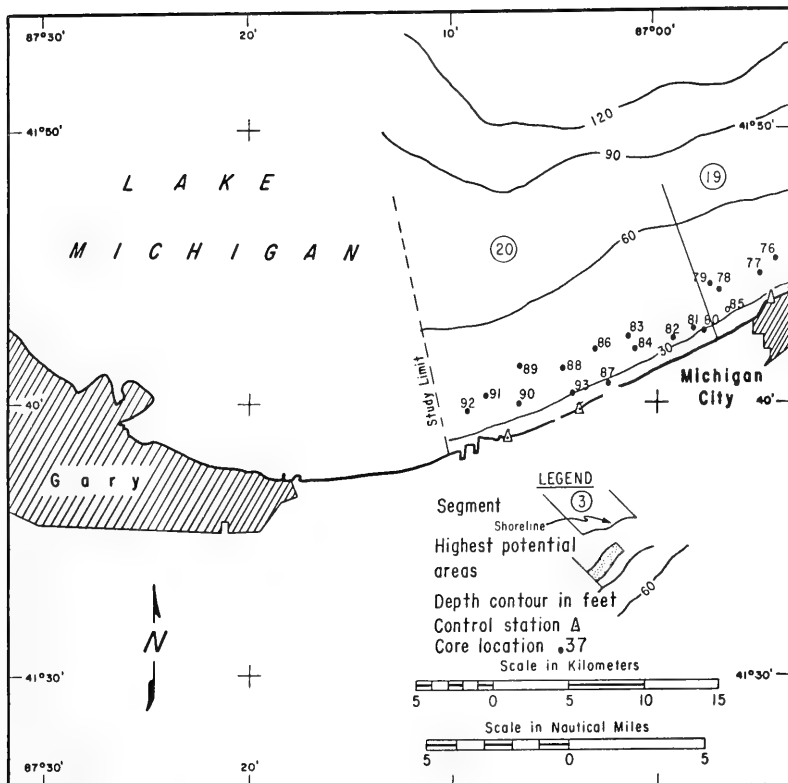 87°30'
20'
10'
87°00'
120
41°50'
41°50'
90
LAKE
19
MICHIGAN
20
60
76
77
79 78
85
83
82
81 80
86
84
30
89
88
Study Limit
87
93
Michigan
City
91
90
92
40'
40'
Gary
LEGEND
Segment
3
Shoreline
Highest potential
areas
Depth contour in feet
60
Control station
Core location .37
N
Scale in Kilometers
41°30'
41°30'
5 0 5 10 15
Scale in Nautical Miles
5 0 5
87°30'
20'